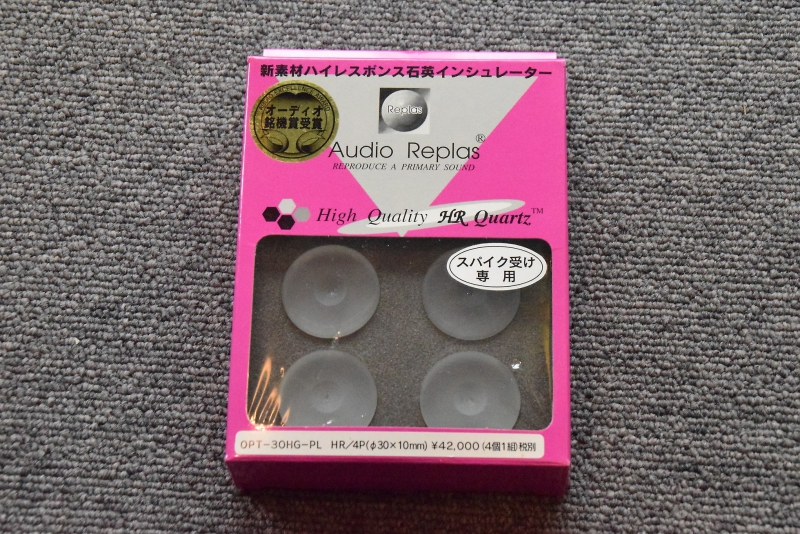 新素材ハイレスポンス石英インシュレーター
オーディオ
銘機賞受賞
Replas
Audio Replas®
REPRODUCE A PRIMARY SOUND
High Quality HR Quartz™
スパイク受け
専用
OPT-30HG-PL HR/4P(φ30×10mm) ¥42,000(4個1組)税別